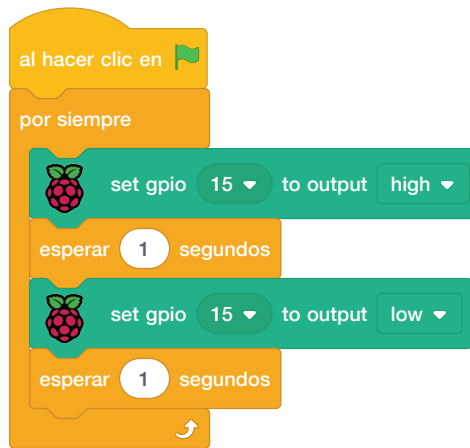 al hacer clic en
por siempre
set gpio 15 to output high
esperar 1 segundos
set gpio 15 to output low
esperar 1 segundos